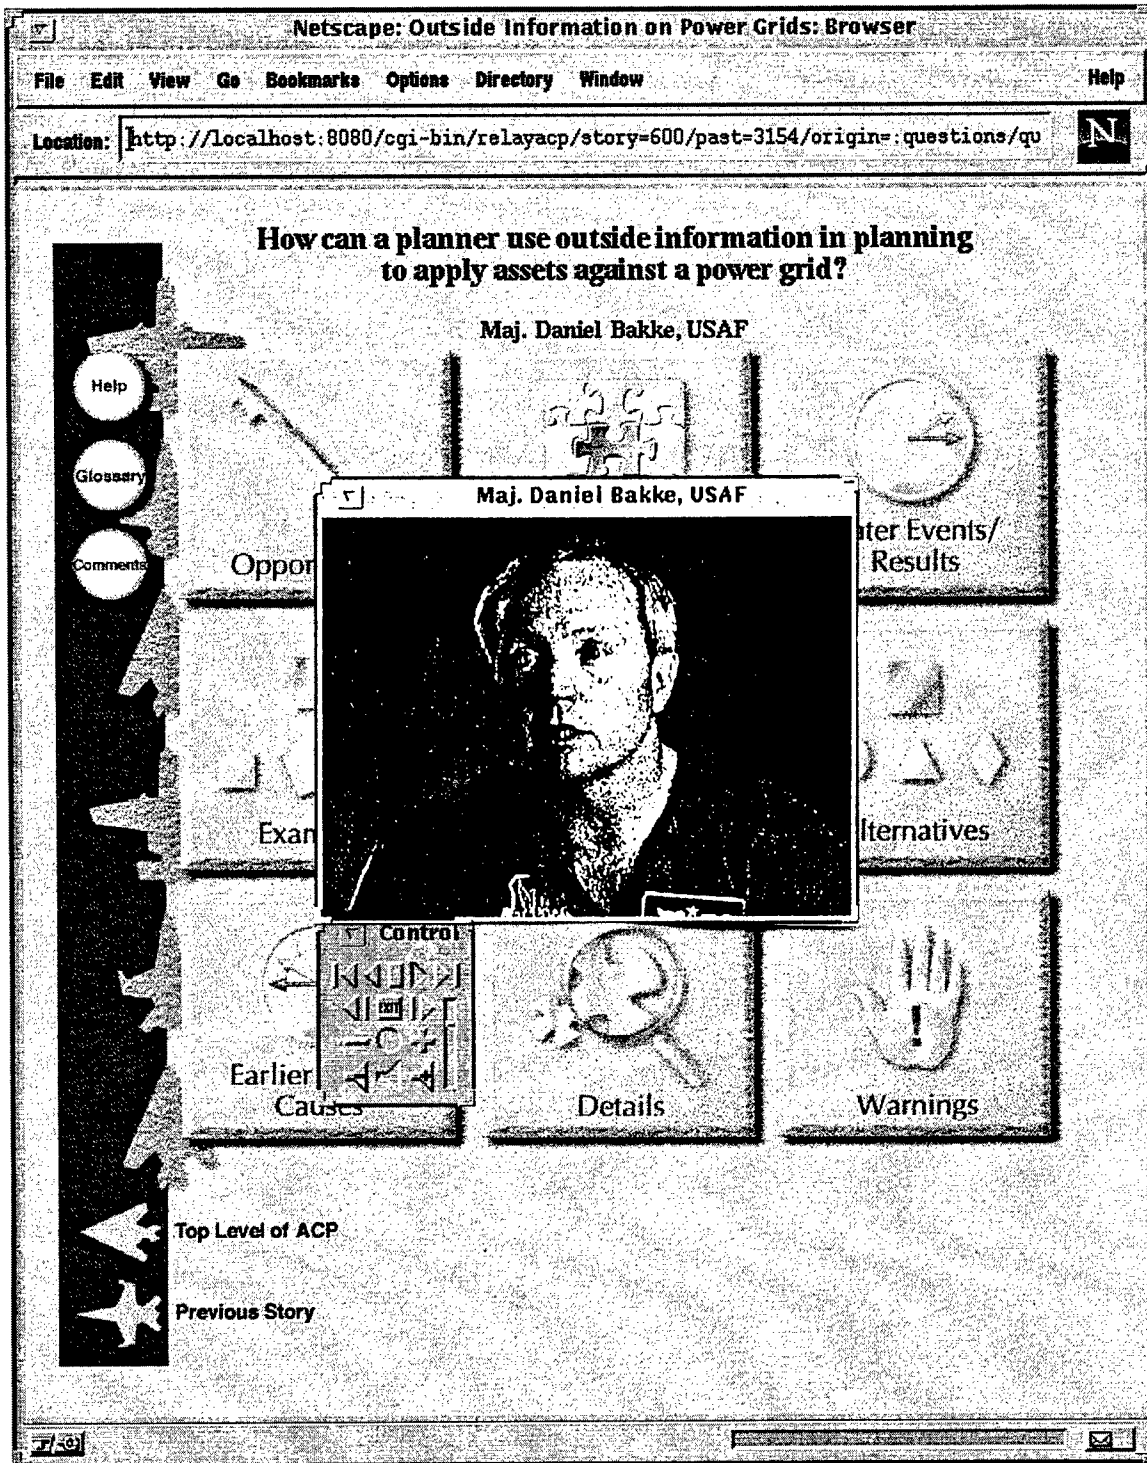 Netscape: Outside Information on Power Grids: Browser
File Edit View Go Bookmarks Options Directory Window Help
Location: http://localhost:8080/cgi-bin/relayacp/story=600/past=3154/origin=:questions/qu
N
How can a planner use outside information in planning
to apply assets against a power grid?
Maj. Daniel Bakke, USAF
Help
Glossary
Comments
Maj. Daniel Bakke, USAF
Oppor
ater Events/
Results
Exam
lternatives
Control
Earlier
Causes
Details
!
Warnings
Top Level of ACP
Previous Story